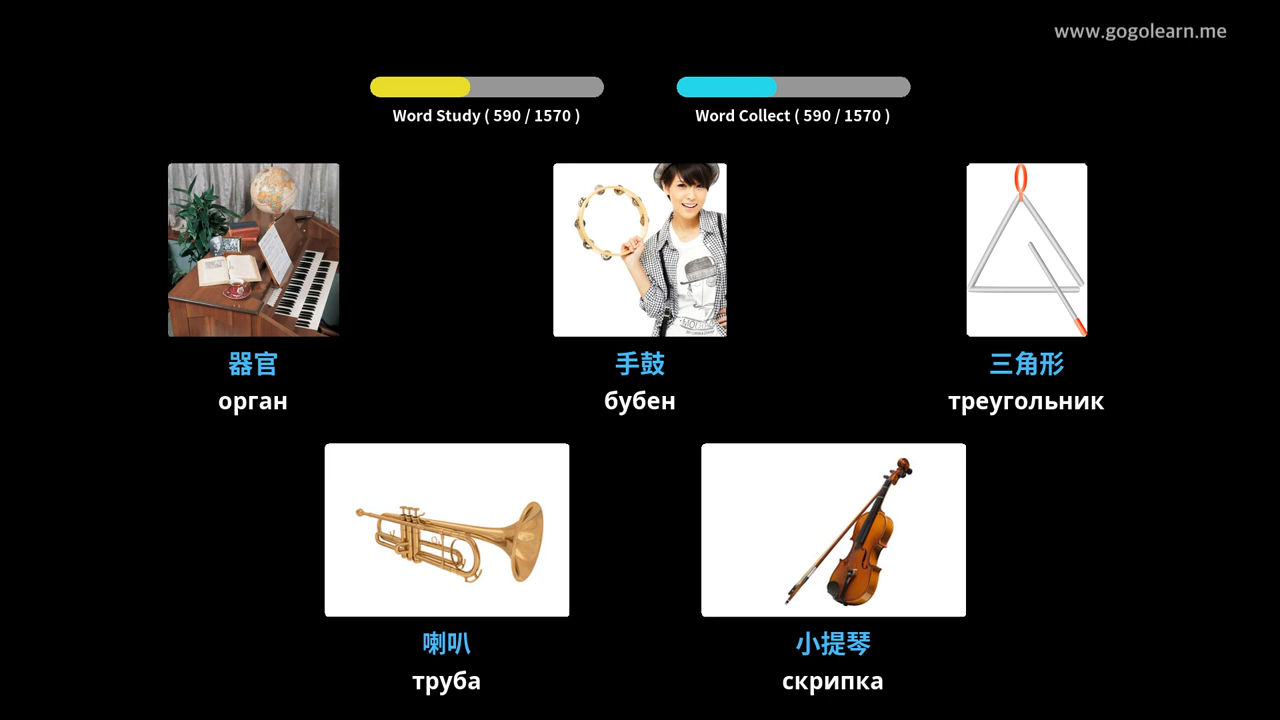 www.gogolearn.me
Word Study ( 590 / 1570 )
Word Collect ( 590 / 1570 )
器官
орган
手鼓
бубен
三角形
треугольник
喇叭
труба
小提琴
скрипка